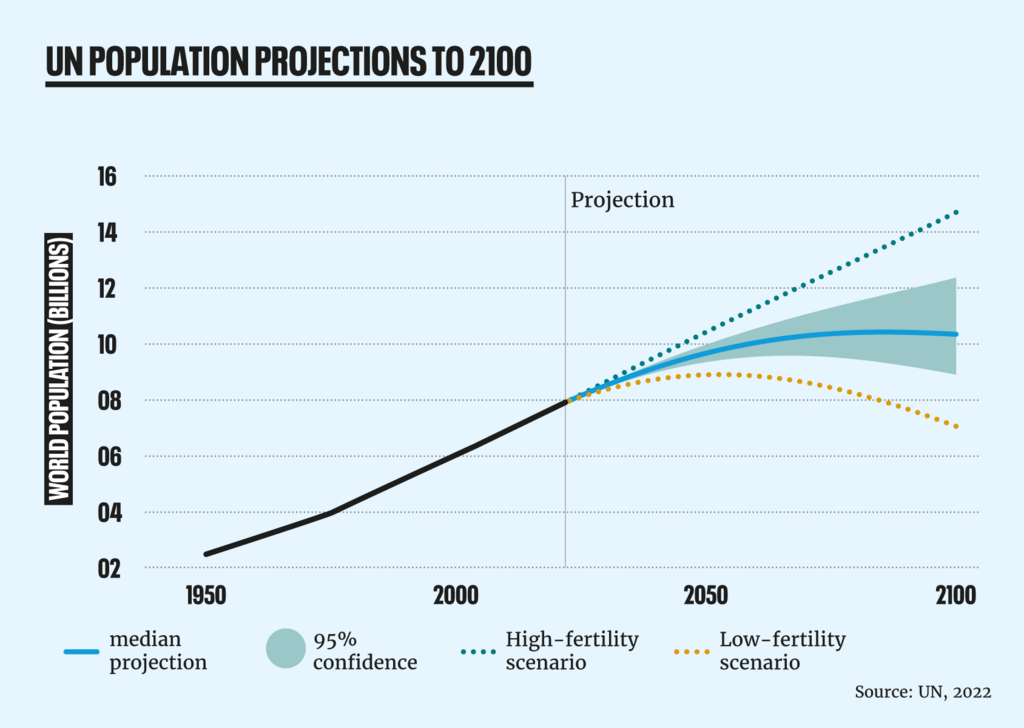 UN POPULATION PROJECTIONS TO 2100
WORLD POPULATION (BILLIONS)
16
14
12
10
08
06
04
02
Projection
1950 2000 2050 2100
median
projection
95%
confidence
High-fertility
scenario
Low-fertility
scenario
Source: UN, 2022